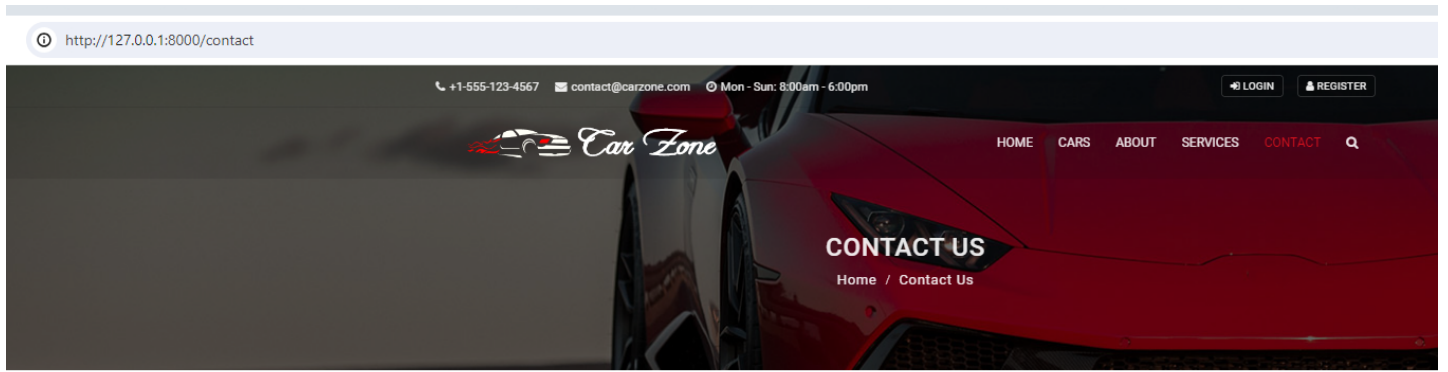 http://127.0.0.1:8000/contact
+1-555-123-4567 contact@carzone.com Mon - Sun: 8:00am - 6:00pm LOGIN REGISTER
Car Zone HOME CARS ABOUT SERVICES CONTACT
CONTACT US
Home / Contact Us